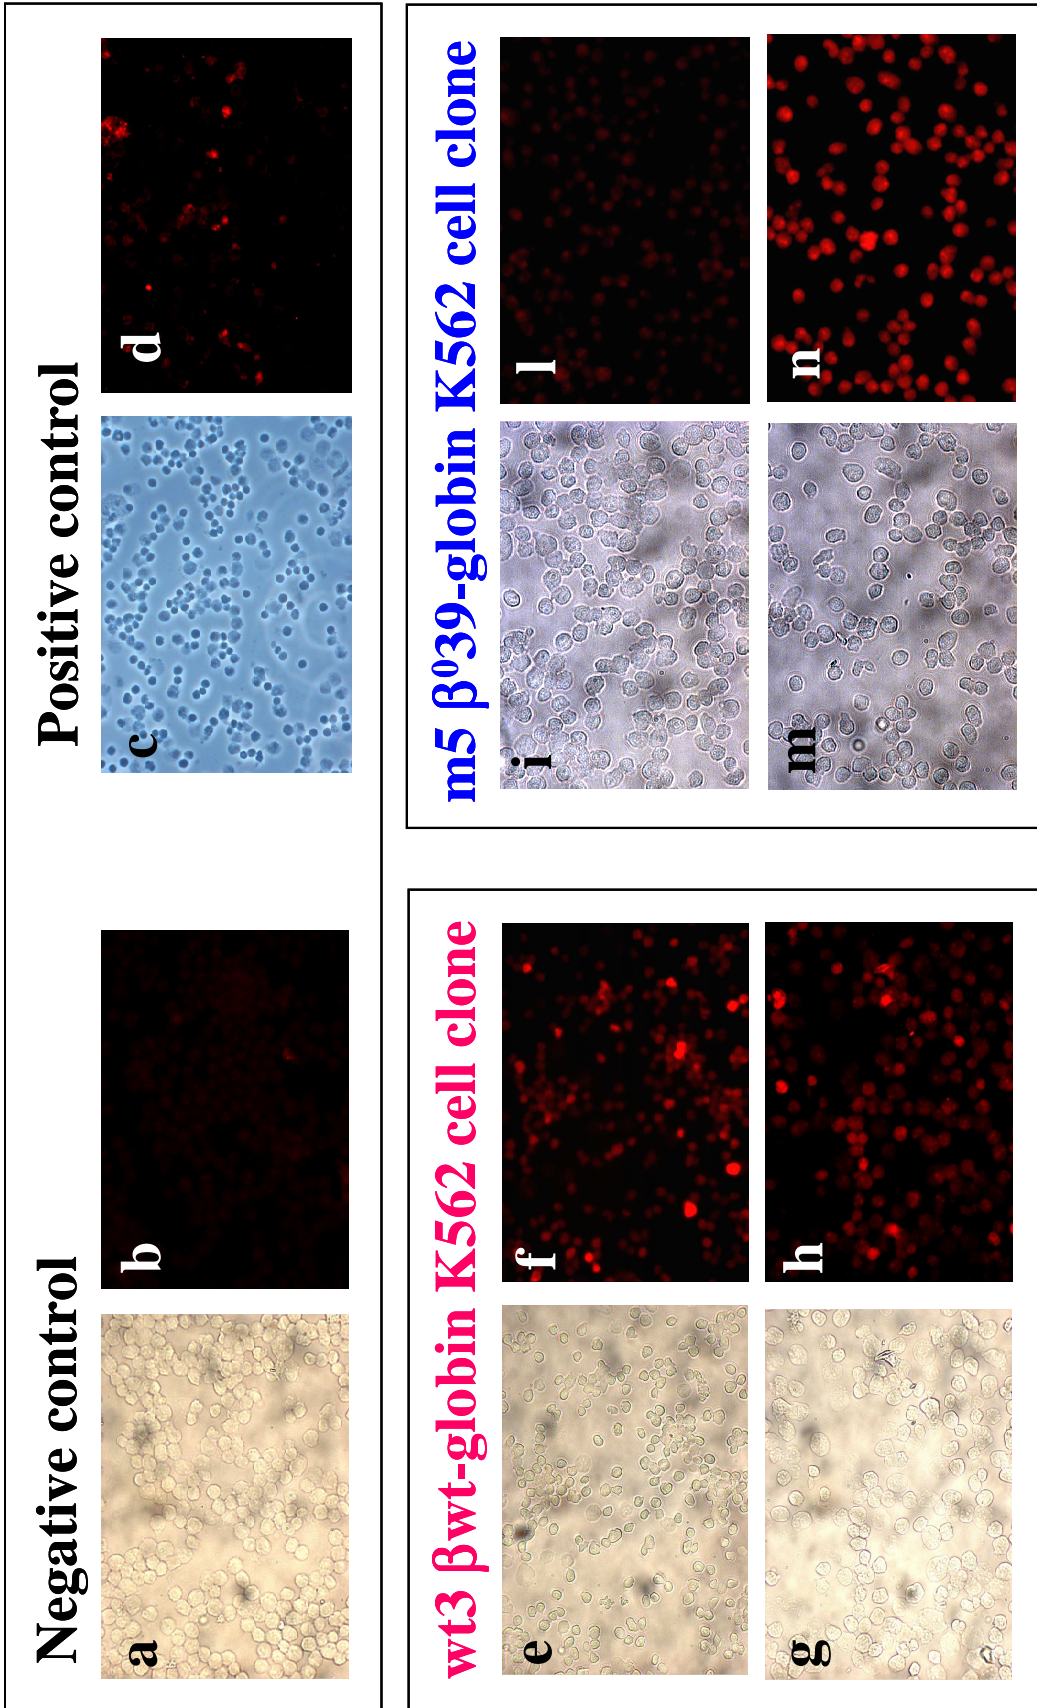 Negative control
Positive control
a
b
c
d
wt3 βwt-globin K562 cell clone
e
f
g
h
m5 β⁰39-globin K562 cell clone
i
l
m
n